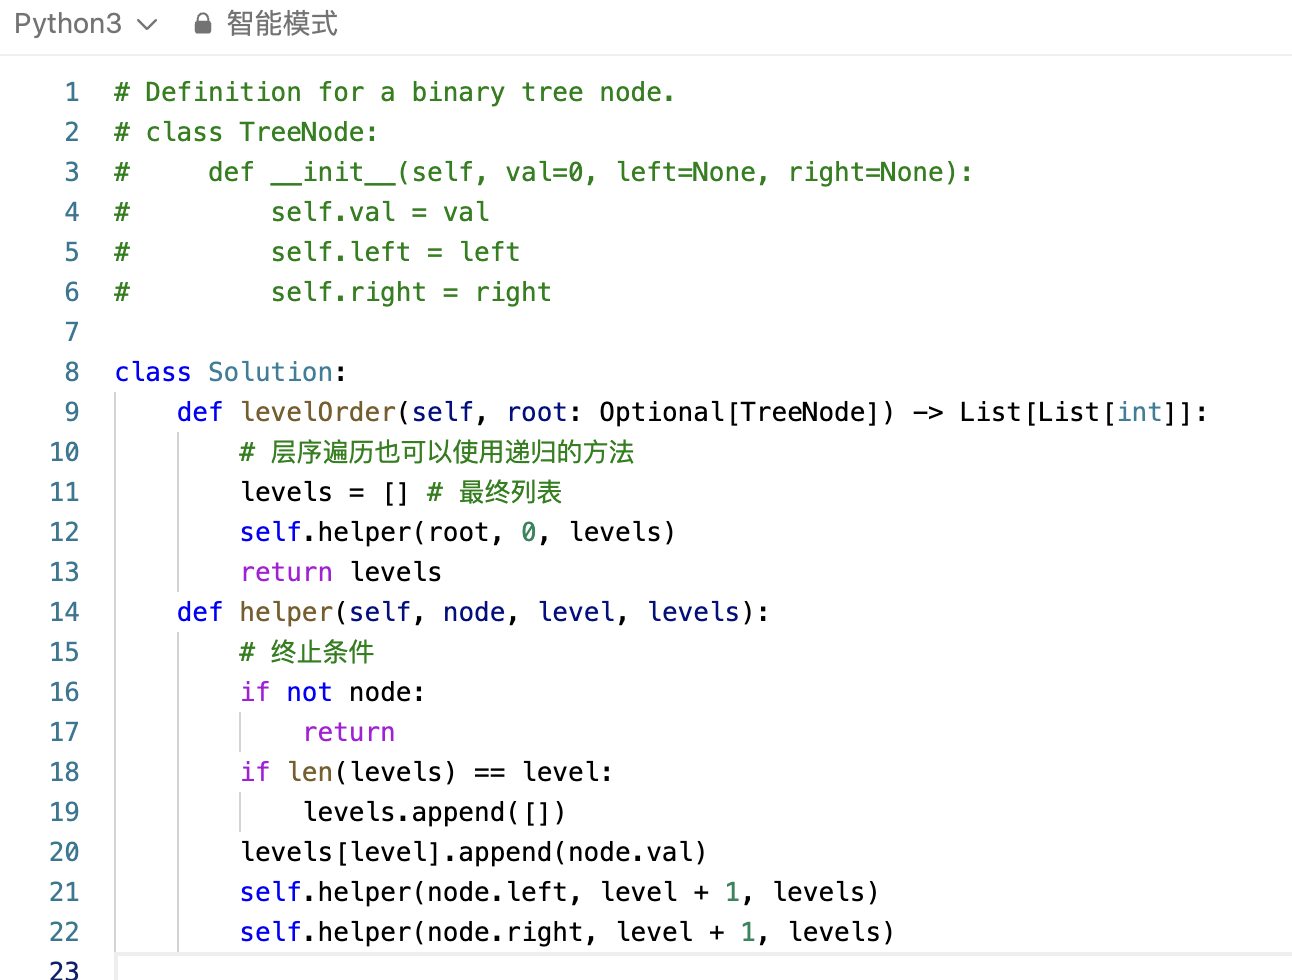 Python3 智能模式
1 # Definition for a binary tree node.
2 # class TreeNode:
3 #     def __init__(self, val=0, left=None, right=None):
4 #         self.val = val
5 #         self.left = left
6 #         self.right = right
7
8 class Solution:
9     def levelOrder(self, root: Optional[TreeNode]) -> List[List[int]]:
10         # 层序遍历也可以使用递归的方法
11         levels = [] # 最终列表
12         self.helper(root, 0, levels)
13         return levels
14     def helper(self, node, level, levels):
15         # 终止条件
16         if not node:
17             return
18         if len(levels) == level:
19             levels.append([])
20         levels[level].append(node.val)
21         self.helper(node.left, level + 1, levels)
22         self.helper(node.right, level + 1, levels)
23